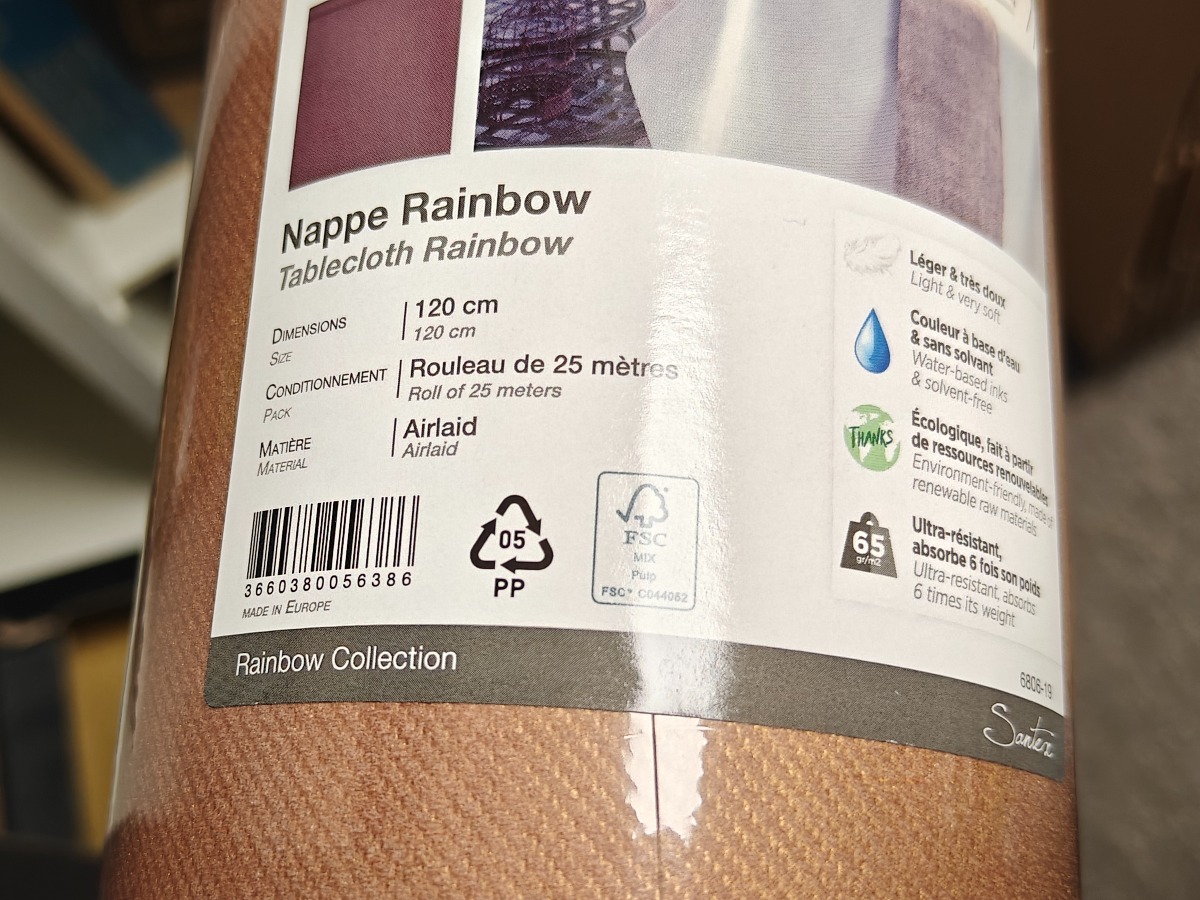 Nappe Rainbow
Tablecloth Rainbow
DIMENSIONS
SIZE
120 cm
120 cm
CONDITIONNEMENT
PACK
Rouleau de 25 mètres
Roll of 25 meters
MATIÈRE
MATERIAL
Airlaid
Airlaid
3660380056386
MADE IN EUROPE
05
PP
FSC
MIX
Pulp
FSC® C044082
Léger & très doux
Light & very soft
Couleur à base d'eau
& sans solvant
Water-based inks
& solvent-free
THANKS
Écologique, fait à partir
de ressources renouvelables
Environment-friendly, made of
renewable raw materials
65
gr/m2
Ultra-résistant,
absorbe 6 fois son poids
Ultra-resistant, absorbs
6 times its weight
Rainbow Collection
6806-19
Santex